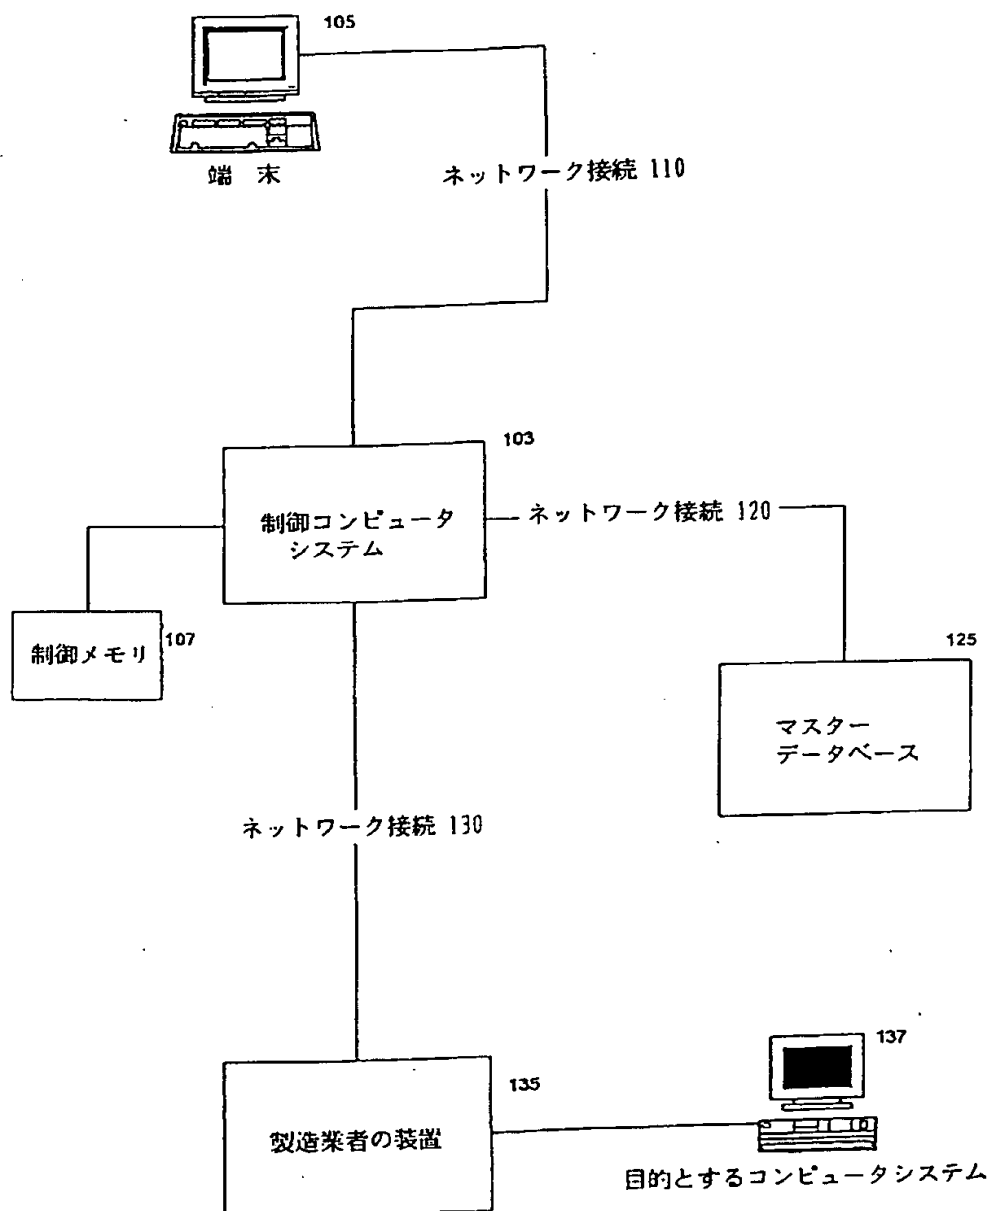 105
端 末
ネットワーク接続 110
103
制御コンピュータ
システム
ネットワーク接続 120
制御メモリ
107
125
マスター
データベース
ネットワーク接続 130
135
製造業者の装置
137
目的とするコンピュータシステム